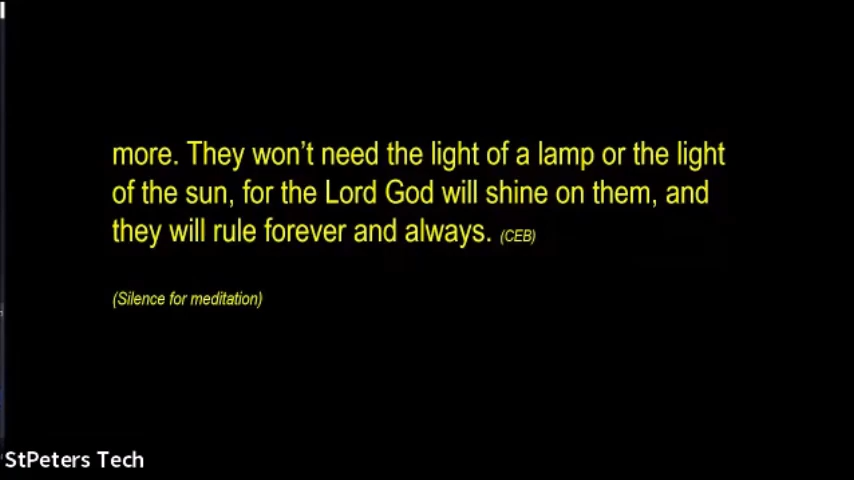 more. They won’t need the light of a lamp or the light
of the sun, for the Lord God will shine on them, and
they will rule forever and always. (CEB)
(Silence for meditation)
StPeters Tech